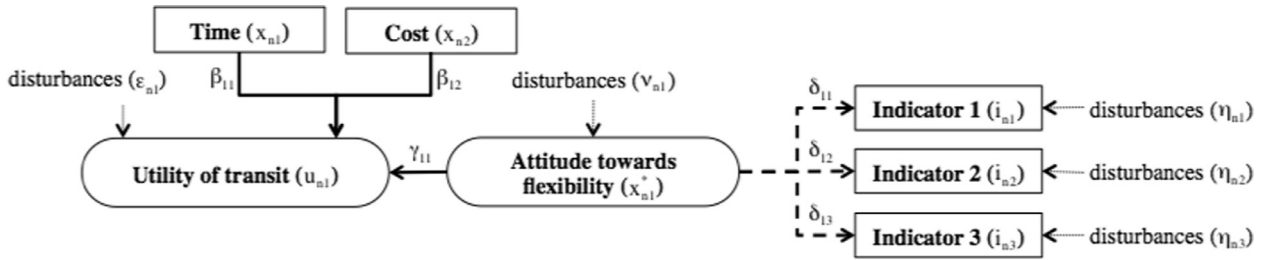 Time (xn1)
Cost (xn2)
disturbances (εn1)
β11
β12
disturbances (νn1)
δ11
Indicator 1 (in1)
disturbances (ηn1)
Utility of transit (un1)
γ11
Attitude towards
flexibility (x*n1)
δ12
Indicator 2 (in2)
disturbances (ηn2)
δ13
Indicator 3 (in3)
disturbances (ηn3)